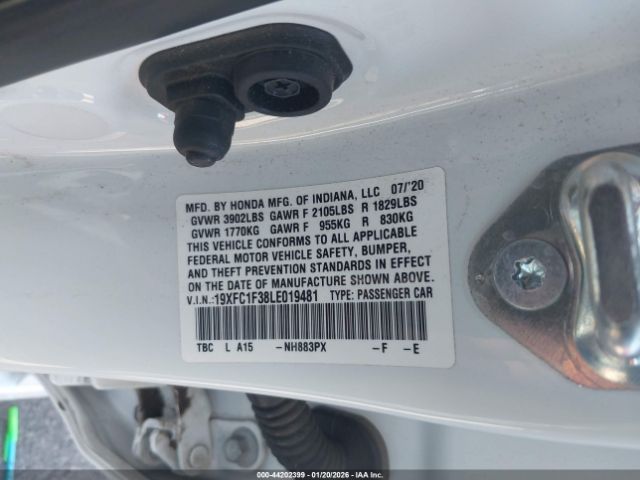 MFD. BY HONDA MFG. OF INDIANA, LLC 07/'20
GVWR 3902LBS GAWR F 2105LBS R 1829LBS
GVWR 1770KG GAWR F 955KG R 830KG
THIS VEHICLE CONFORMS TO ALL APPLICABLE
FEDERAL MOTOR VEHICLE SAFETY, BUMPER,
AND THEFT PREVENTION STANDARDS IN EFFECT
ON THE DATE OF MANUFACTURE SHOWN ABOVE.
V.I.N.:19XFC1F38LE019481 TYPE: PASSENGER CAR
TBC L A15 -NH883PX -F -E
000-44202399 | 01/20/2026 | IAA Inc.